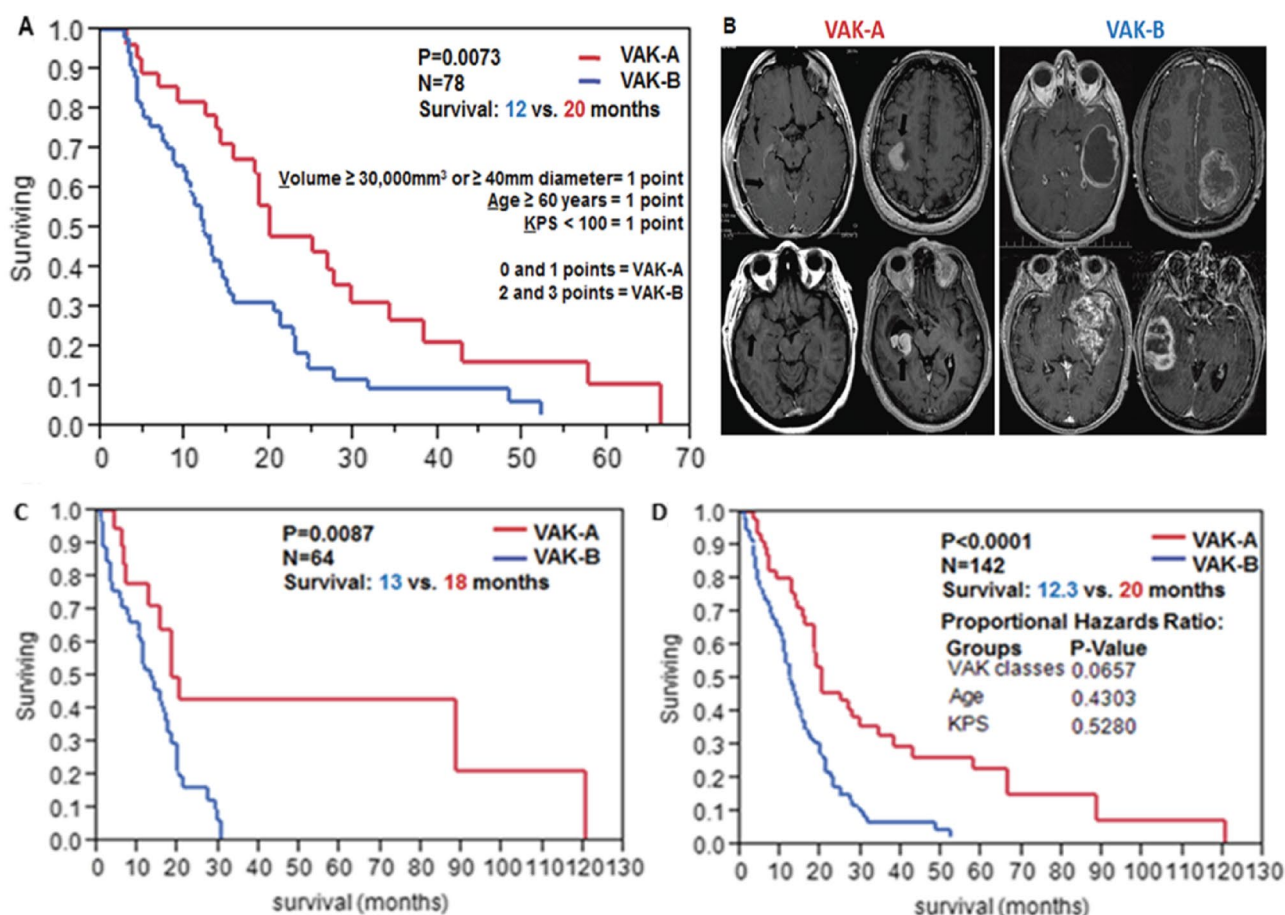 A
1.0
0.9
0.8
0.7
0.6
0.5
0.4
0.3
0.2
0.1
0.0
Surviving
P=0.0073
N=78
Survival: 12 vs. 20 months
VAK-A
VAK-B
Volume ≥ 30,000mm³ or ≥ 40mm diameter= 1 point
Age ≥ 60 years = 1 point
KPS < 100 = 1 point
0 and 1 points = VAK-A
2 and 3 points = VAK-B
0 10 20 30 40 50 60 70
B
VAK-A
VAK-B
C
1.0
0.9
0.8
0.7
0.6
0.5
0.4
0.3
0.2
0.1
0.0
Surviving
P=0.0087
N=64
Survival: 13 vs. 18 months
VAK-A
VAK-B
0 10 20 30 40 50 60 70 80 90 100 110 120 130
survival (months)
D
1.0
0.9
0.8
0.7
0.6
0.5
0.4
0.3
0.2
0.1
0.0
Surviving
P<0.0001
N=142
Survival: 12.3 vs. 20 months
VAK-A
VAK-B
Proportional Hazards Ratio:
Groups P-Value
VAK classes 0.0657
Age 0.4303
KPS 0.5280
0 10 20 30 40 50 60 70 80 90 100 110 120 130
survival (months)